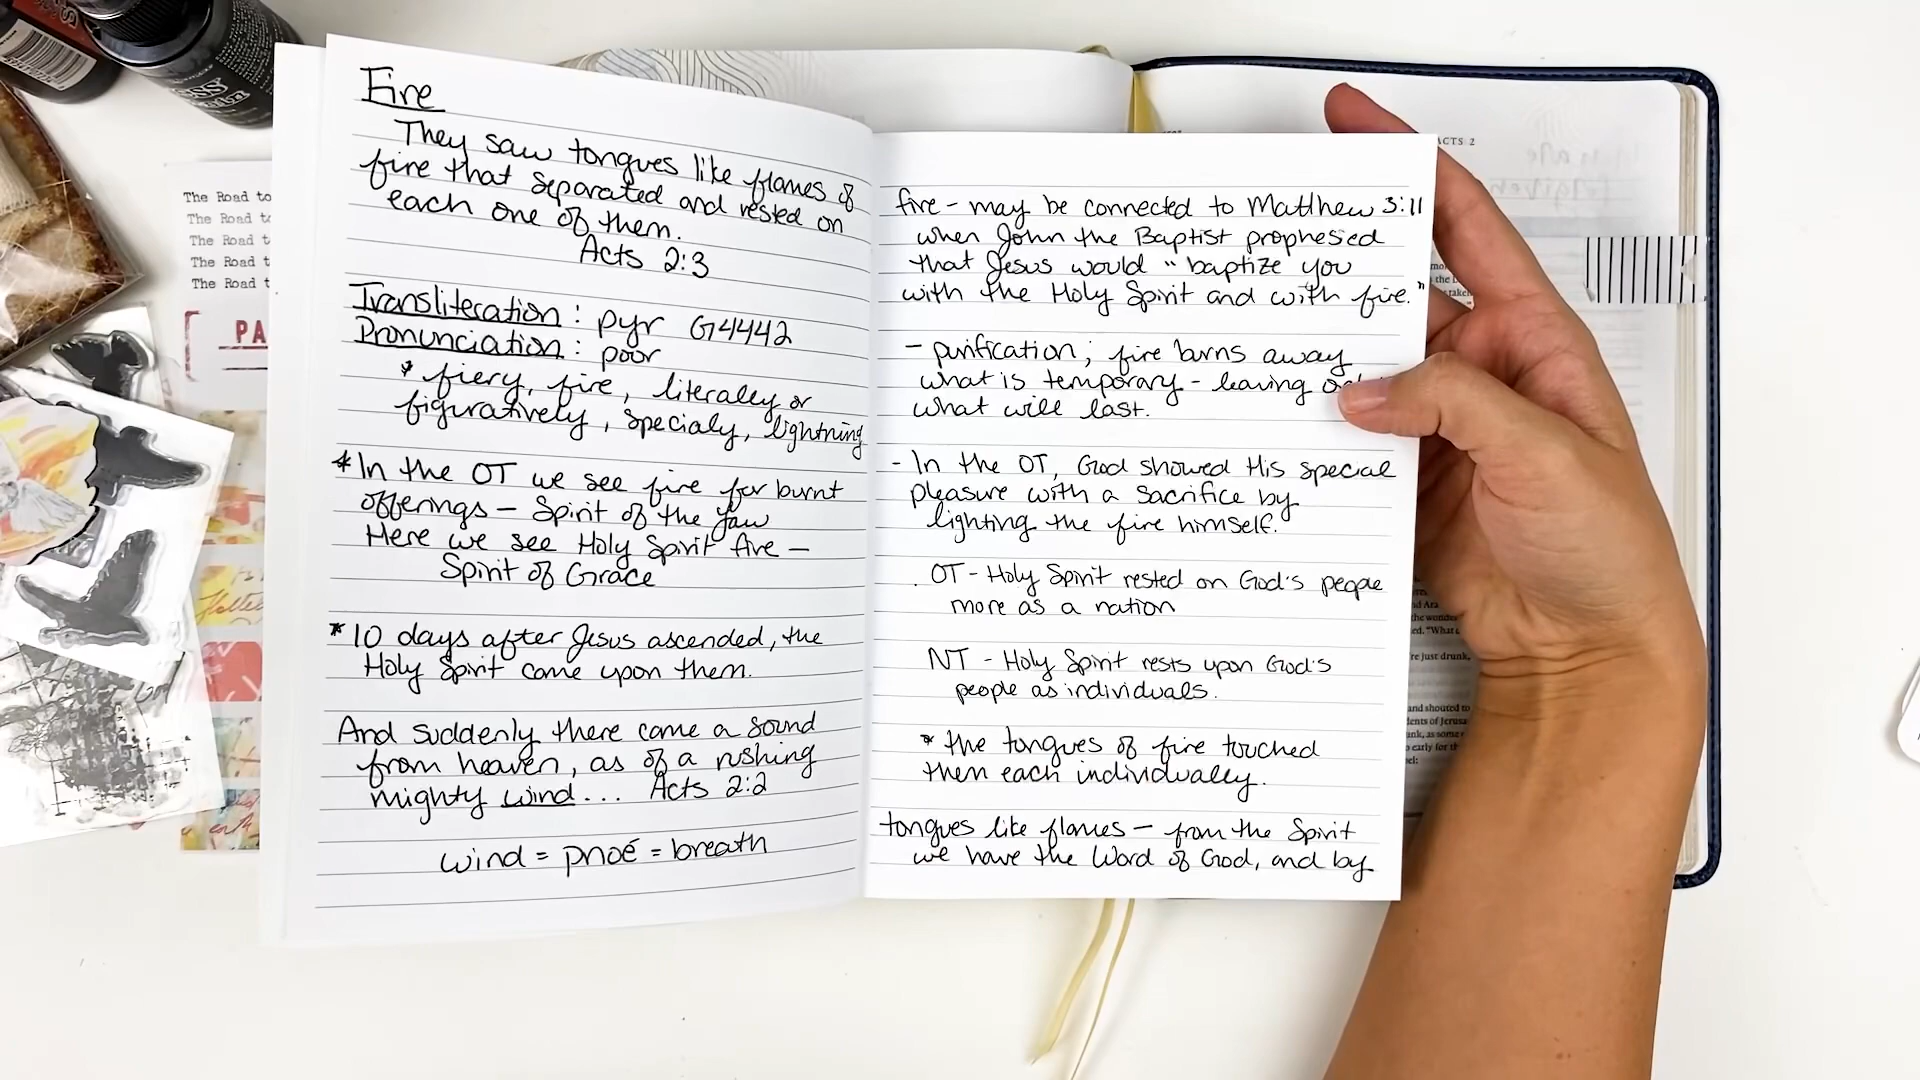 Fire
They saw tongues like flames of
fire that separated and rested on
each one of them.
Acts 2:3
Transliteration: pyr G4442
Pronunciation: poor
* fiery, fire, literaley or
figuratively, specialy, lightning
*In the OT we see fire for burnt
offerings - Spirit of the Law
Here we see Holy Spirit fire -
Spirit of Grace
*10 days after Jesus ascended, the
Holy Spirit came upon them.
And suddenly there came a sound
from heaven, as of a rushing
mighty wind... Acts 2:2
wind = pnoé = breath
fire - may be connected to Matthew 3:11
when John the Baptist prophesied
that Jesus would "baptize you
with the Holy Spirit and with fire."
- purification; fire burns away
what is temporary - leaving
what will last.
- In the OT, God showed His special
pleasure with a sacrifice by
lighting the fire himself.
OT - Holy Spirit rested on God's people
more as a nation
NT - Holy Spirit rests upon God's
people as individuals.
* the tongues of fire touched
them each individually.
tongues like flames - from the Spirit
we have the Word of God, and by
The Road to
The Road to
The Road t
The Road t
The Road t
PA
ACTS 2
're just drunk,
and shouted to